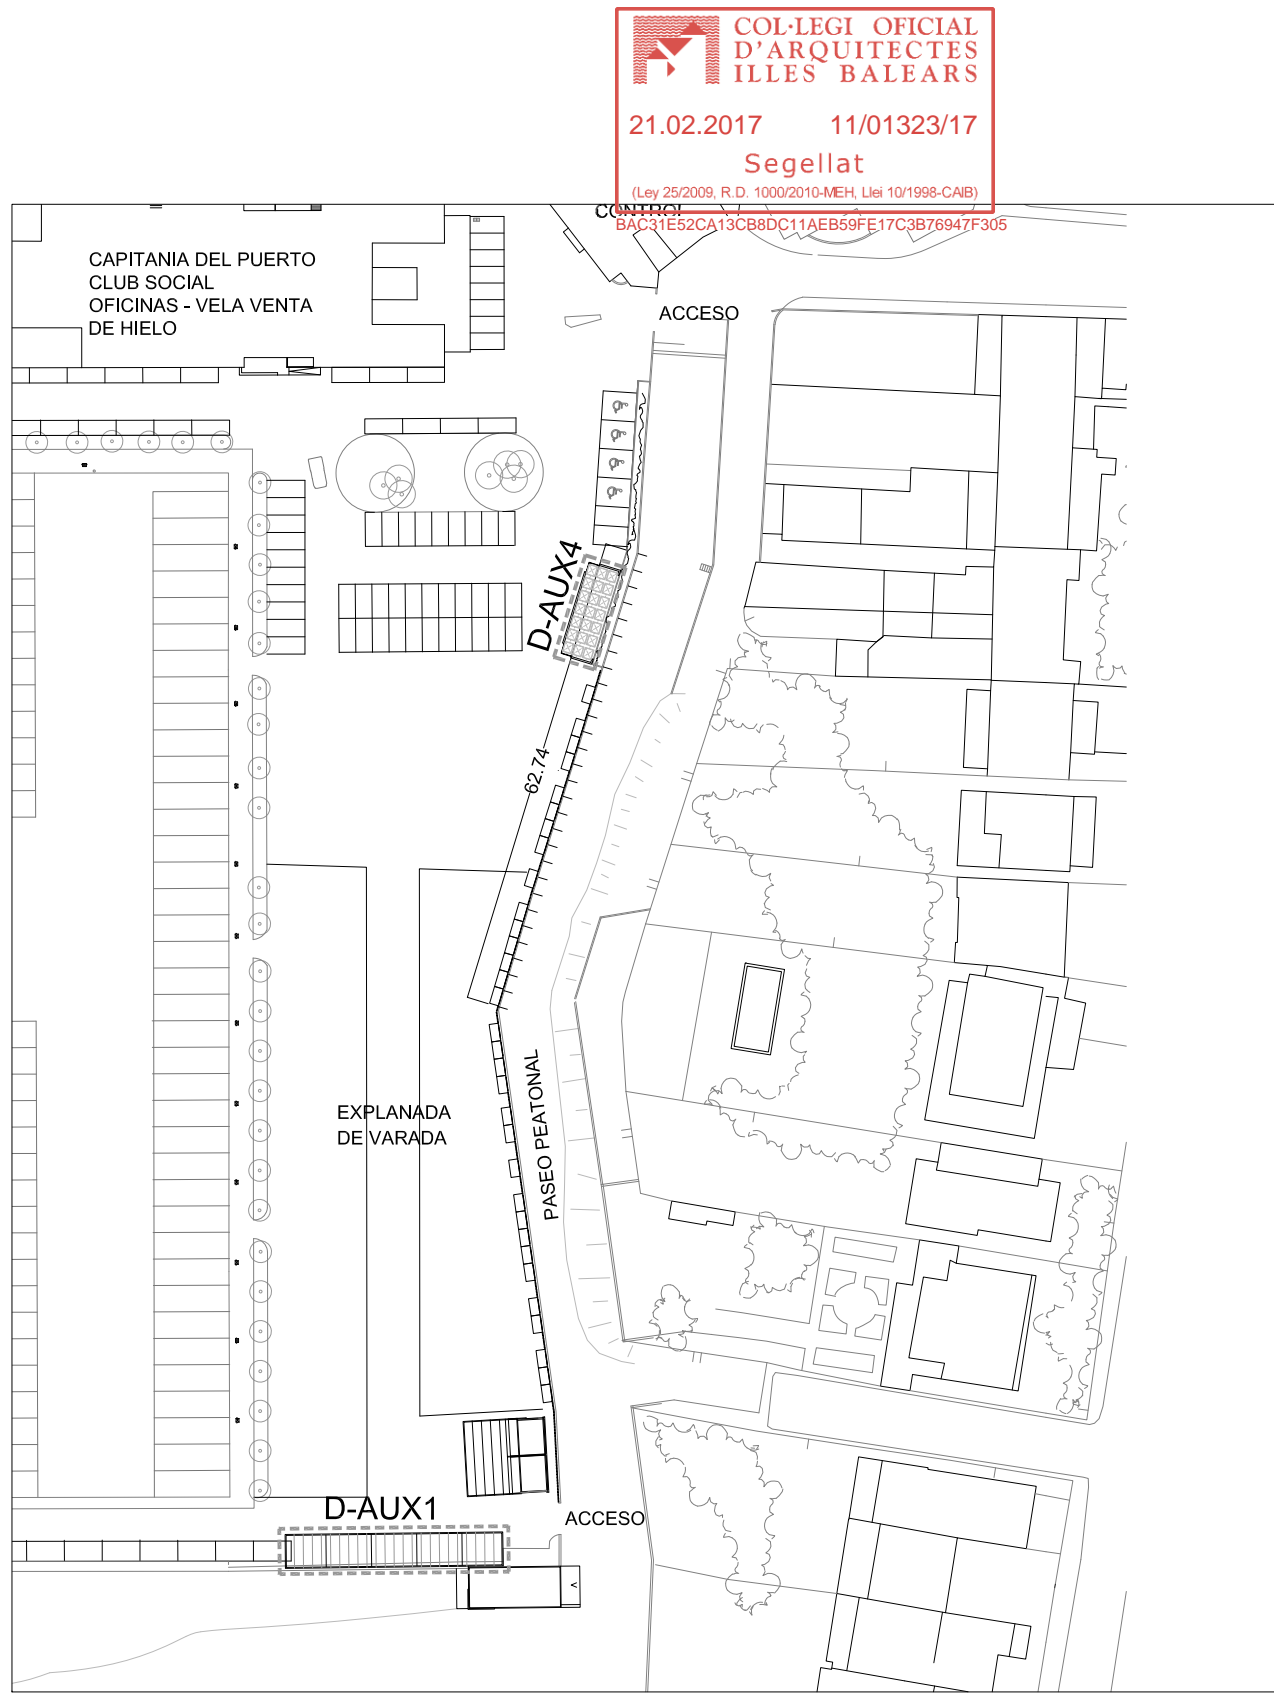 COL·LEGI OFICIAL
D'ARQUITECTES
ILLES BALEARS
21.02.2017 11/01323/17
Segellat
(Ley 25/2009, R.D. 1000/2010-MEH, Llei 10/1998-CAIB)
CONTROL
BAC31E52CA13CB8DC11AEB59FE17C3B76947F305
CAPITANIA DEL PUERTO
CLUB SOCIAL
OFICINAS - VELA VENTA
DE HIELO
ACCESO
D-AUX4
62.74
EXPLANADA
DE VARADA
PASEO PEATONAL
D-AUX1
ACCESO